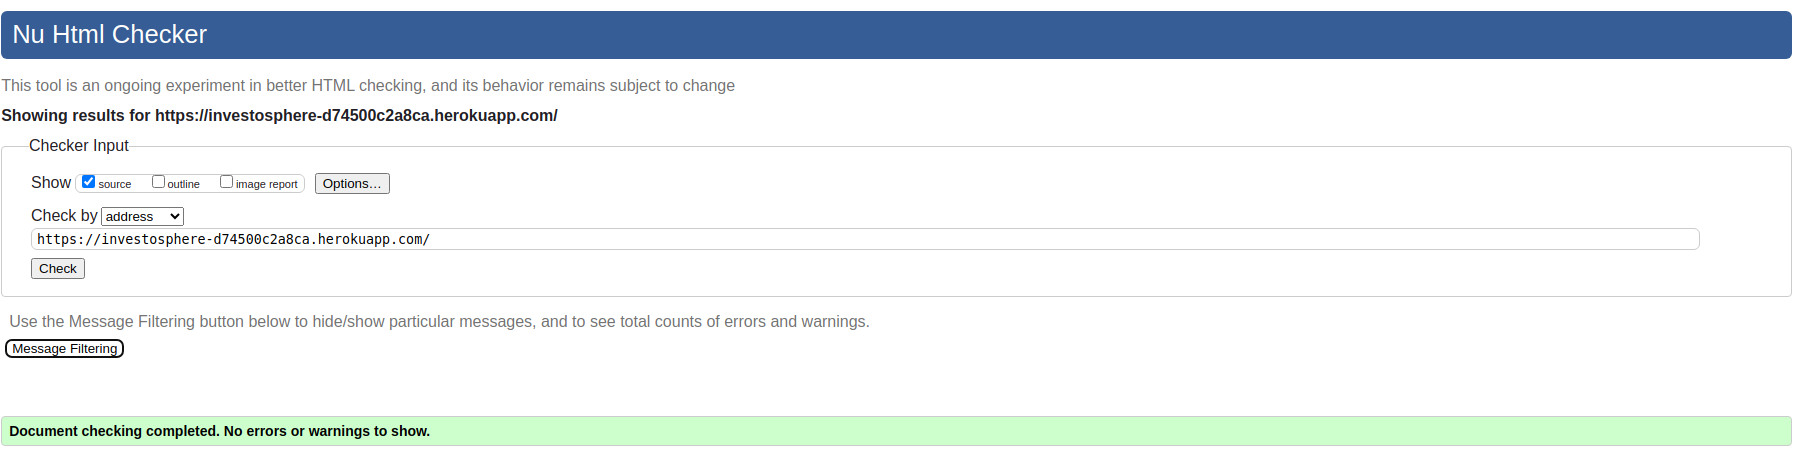 Nu Html Checker
This tool is an ongoing experiment in better HTML checking, and its behavior remains subject to change
Showing results for https://investosphere-d74500c2a8ca.herokuapp.com/
Checker Input
Show source outline image report Options...
Check by address
https://investosphere-d74500c2a8ca.herokuapp.com/
Check
Use the Message Filtering button below to hide/show particular messages, and to see total counts of errors and warnings.
Message Filtering
Document checking completed. No errors or warnings to show.